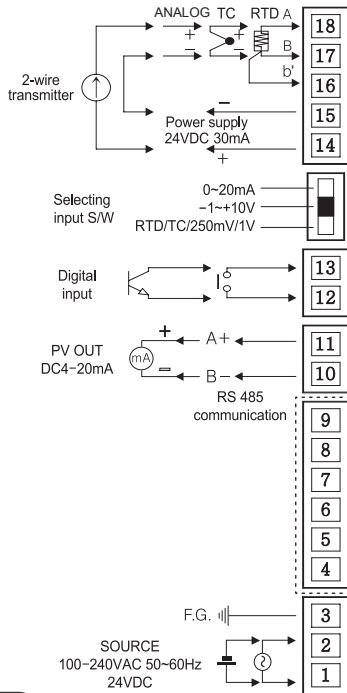 ANALOG TC RTD A
+ + 18
− − B 17
b' 16
2-wire
transmitter
− 15
Power supply
24VDC 30mA
+ 14
0~20mA
Selecting
input S/W
−1~+10V
RTD/TC/250mV/1V
Digital
input
13
12
+ A+ 11
PV OUT
DC4−20mA
mA
− B− 10
RS 485
communication
9
8
7
6
5
4
F.G. 3
SOURCE
100−240VAC 50~60Hz
24VDC
2
1